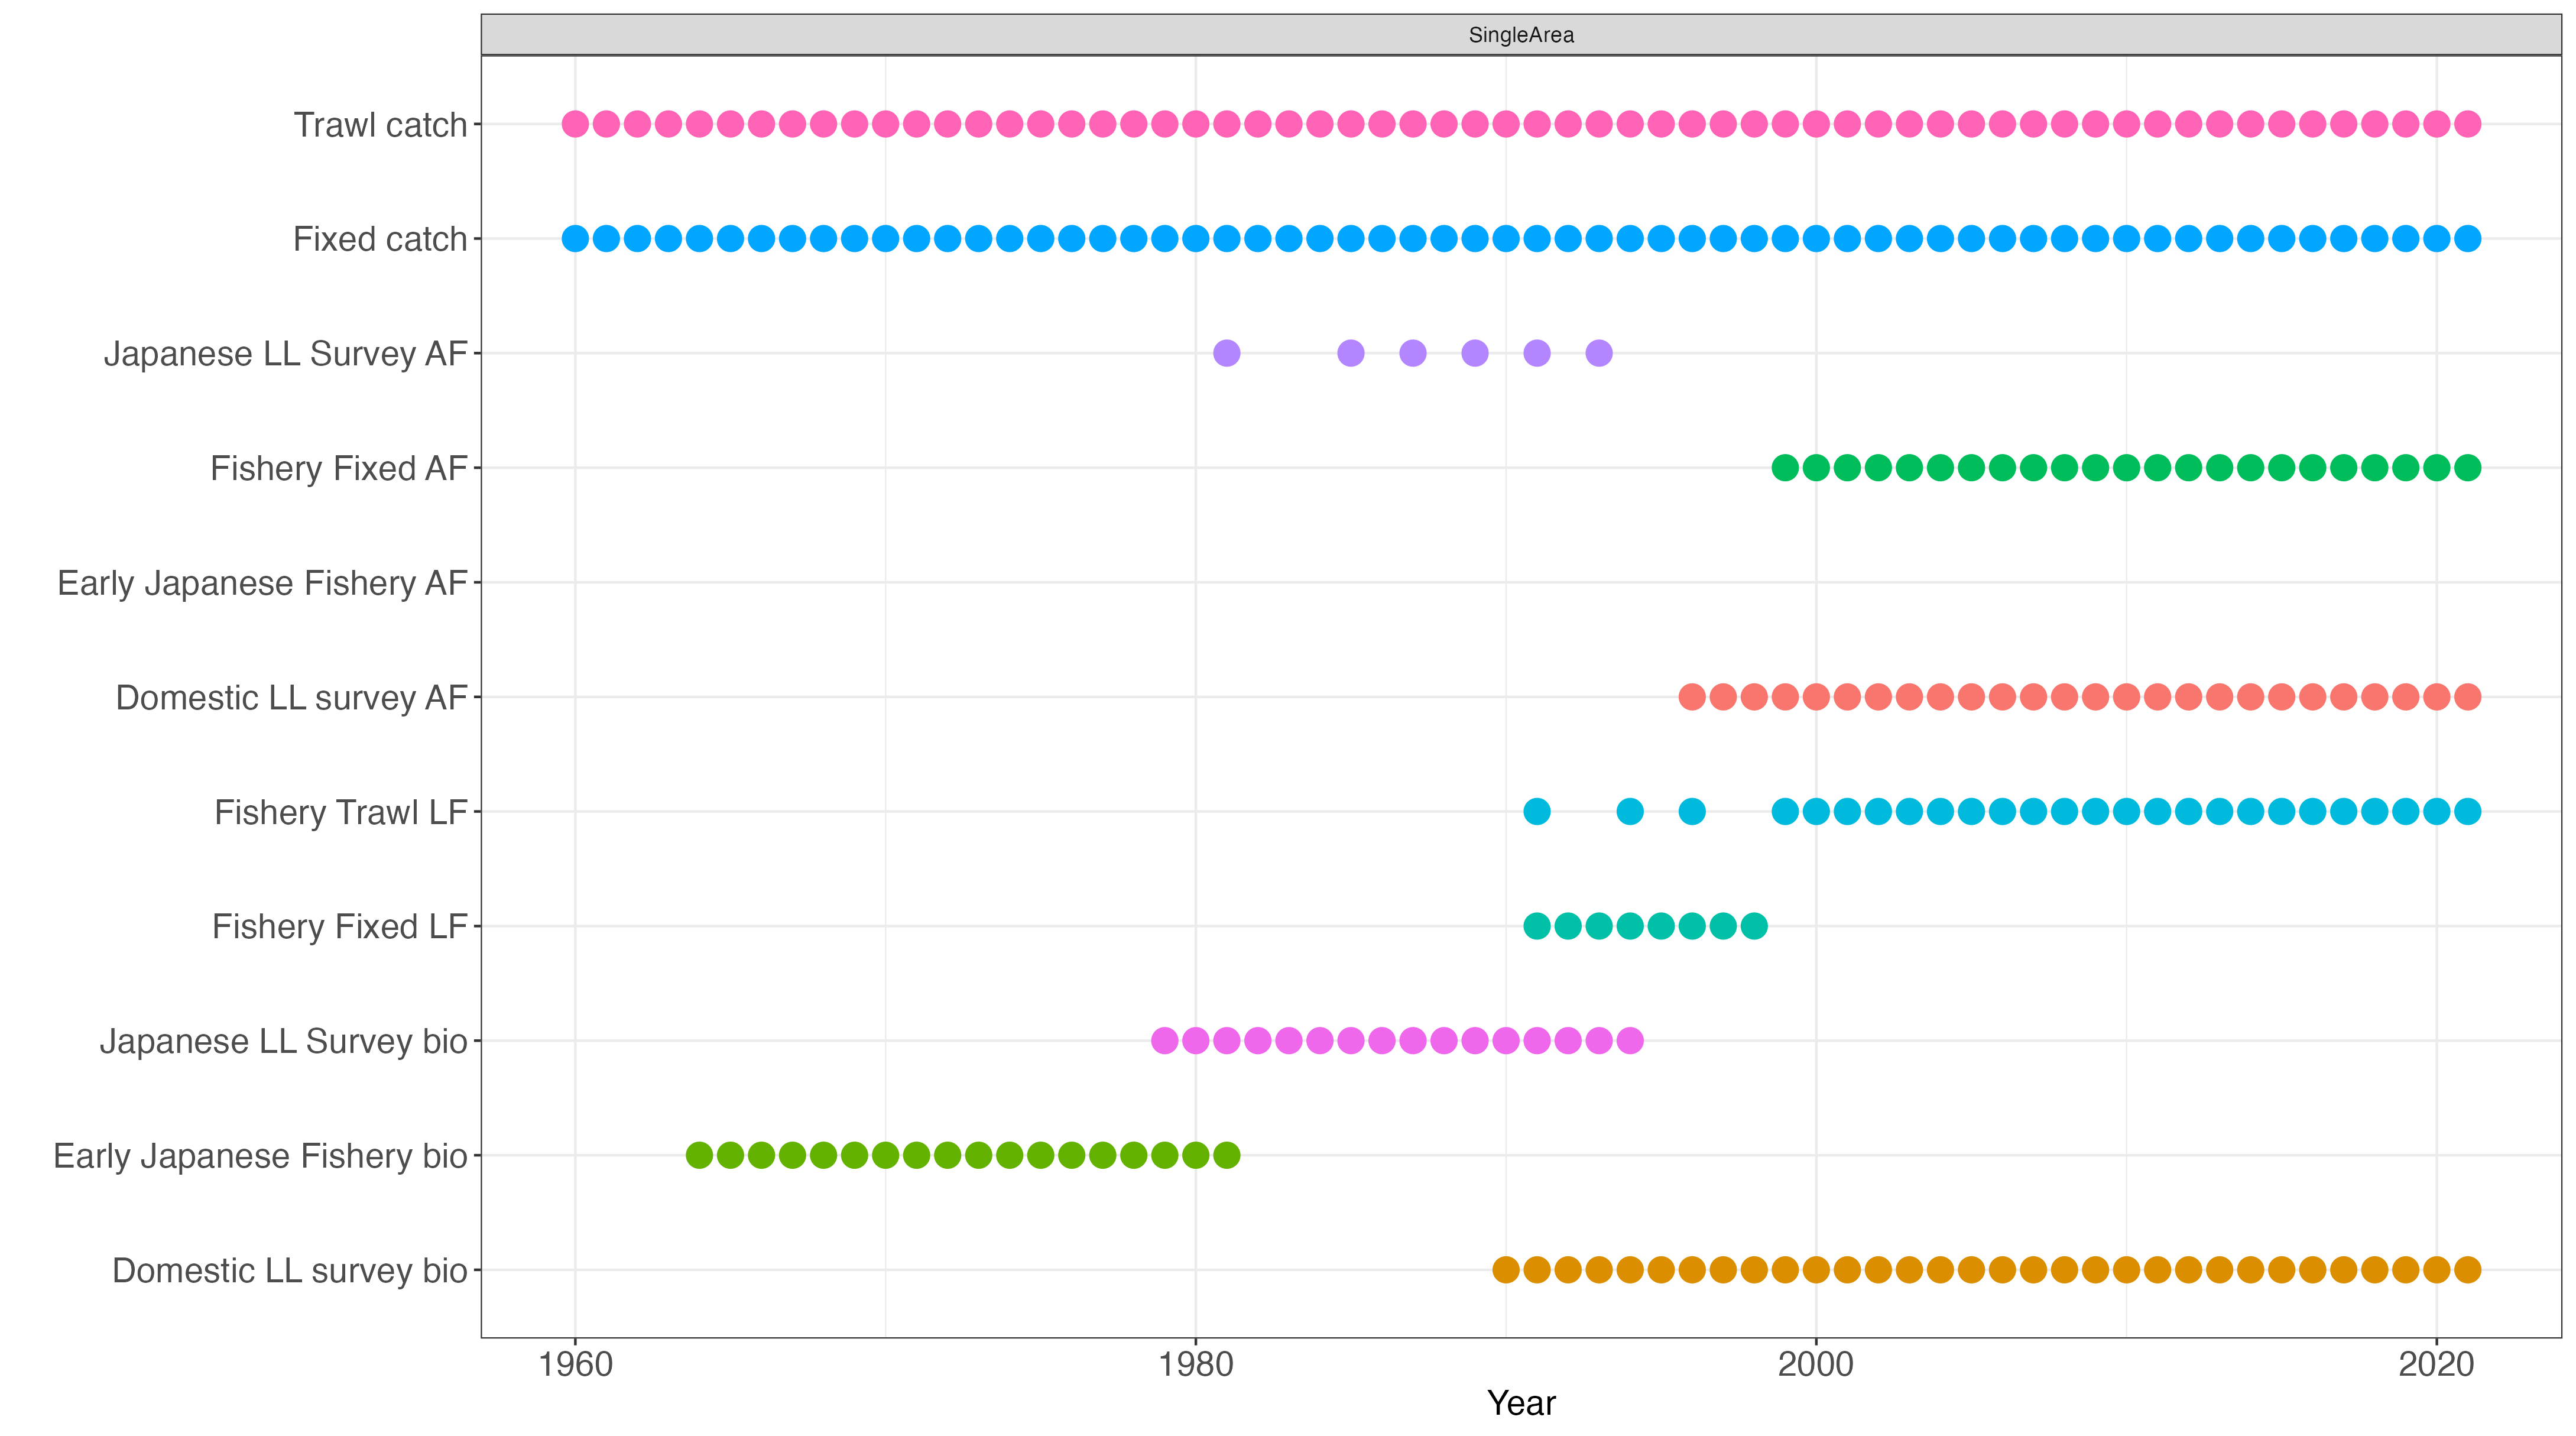 SingleArea
Trawl catch
Fixed catch
Japanese LL Survey AF
Fishery Fixed AF
Early Japanese Fishery AF
Domestic LL survey AF
Fishery Trawl LF
Fishery Fixed LF
Japanese LL Survey bio
Early Japanese Fishery bio
Domestic LL survey bio
1960 1980 2000 2020
Year